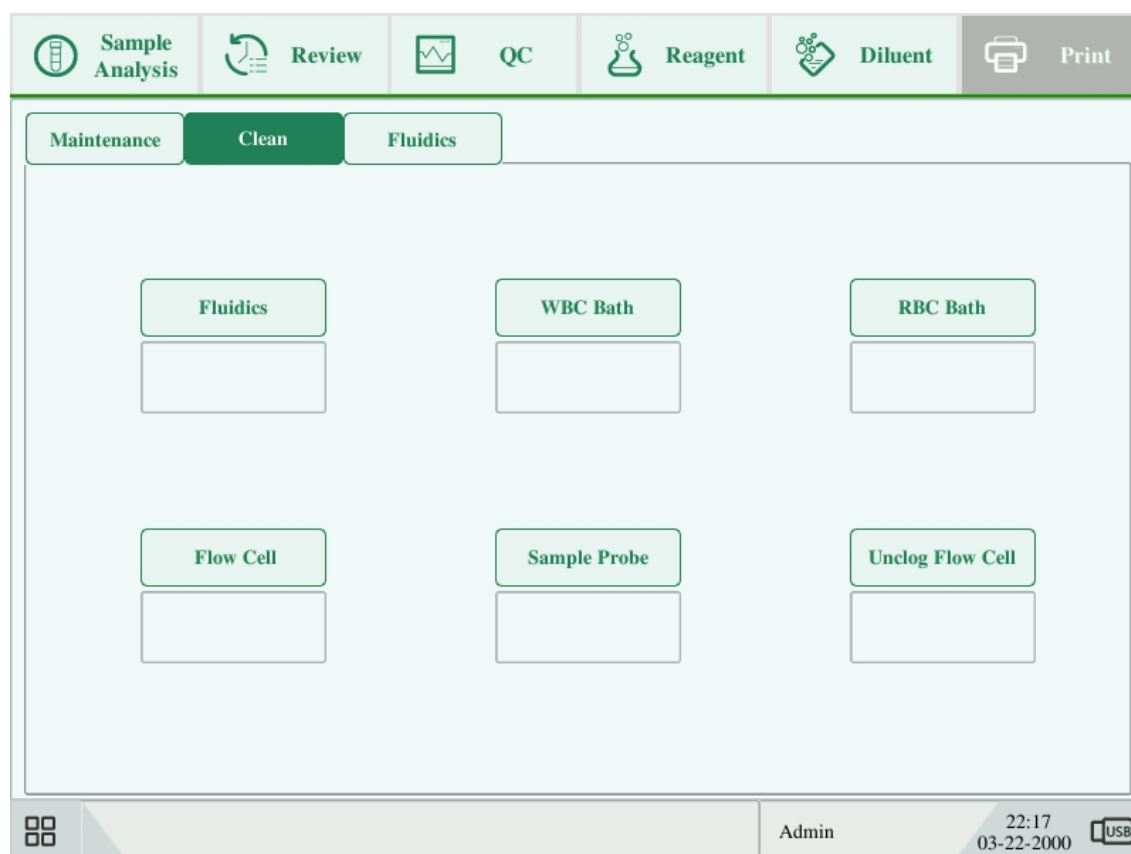 Sample
Analysis
Review
QC
Reagent
Diluent
Print
Maintenance
Clean
Fluidics
Fluidics
WBC Bath
RBC Bath
Flow Cell
Sample Probe
Unclog Flow Cell
Admin
22:17
03-22-2000
USB